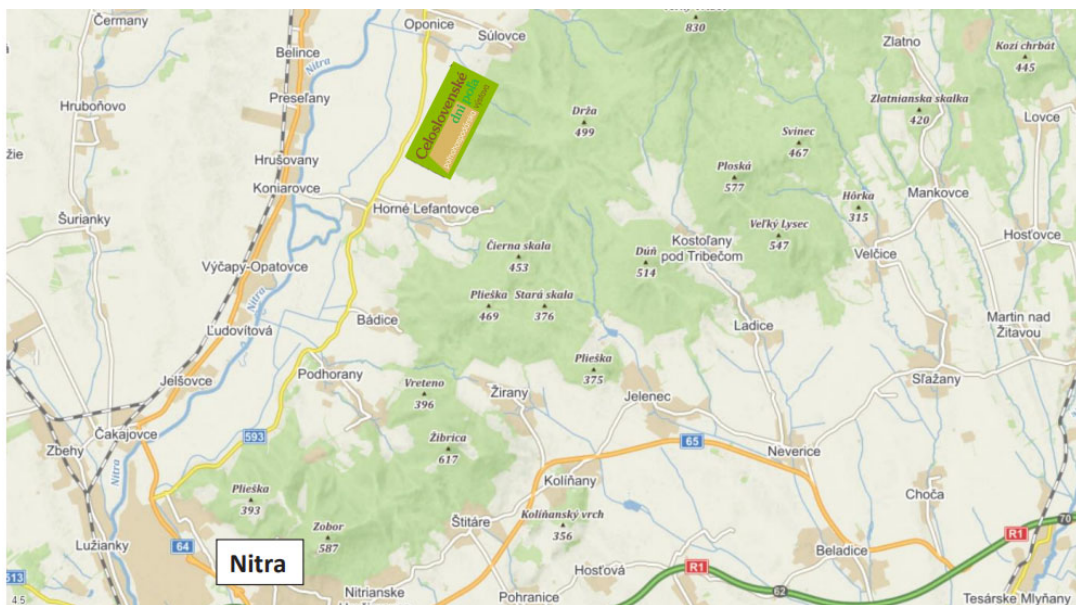 Čermany
Oponice
830
Súlovce
Zlatno
Kozí chrbát
445
Belince
Nitra
Hruboňovo
Preseľany
Celoslovenské
dni poľa
Drža
499
Zlatnianska skalka
420
Lovce
Svinec
467
Hrušovany
Ploská
577
Koniarovce
Mankovce
Hôrka
315
Šurianky
Horné Lefantovce
Veľký Lysec
547
Hosťovce
Kostoľany
pod Tribečom
Čierna skala
453
Dúň
514
Velčice
Výčapy-Opatovce
Nitra
Plieška
469
Stará skala
376
Bádice
Ľudovítová
Ladice
Martin nad
Žitavou
Plieška
375
Podhorany
Jelšovce
Vreteno
396
Žirany
Jelenec
Sľažany
593
Čakajovce
Zbehy
65
Žibrica
617
Neverice
Nitra
Kolíňany
Plieška
393
Choča
Zobor
587
Štitáre
Kolíňanský vrch
356
70
R1
Lužianky
64
Nitra
Beladice
Hosťová
R1
513
Nitrianske
62
4.5
Pohranice
Tesárske Mlyňany